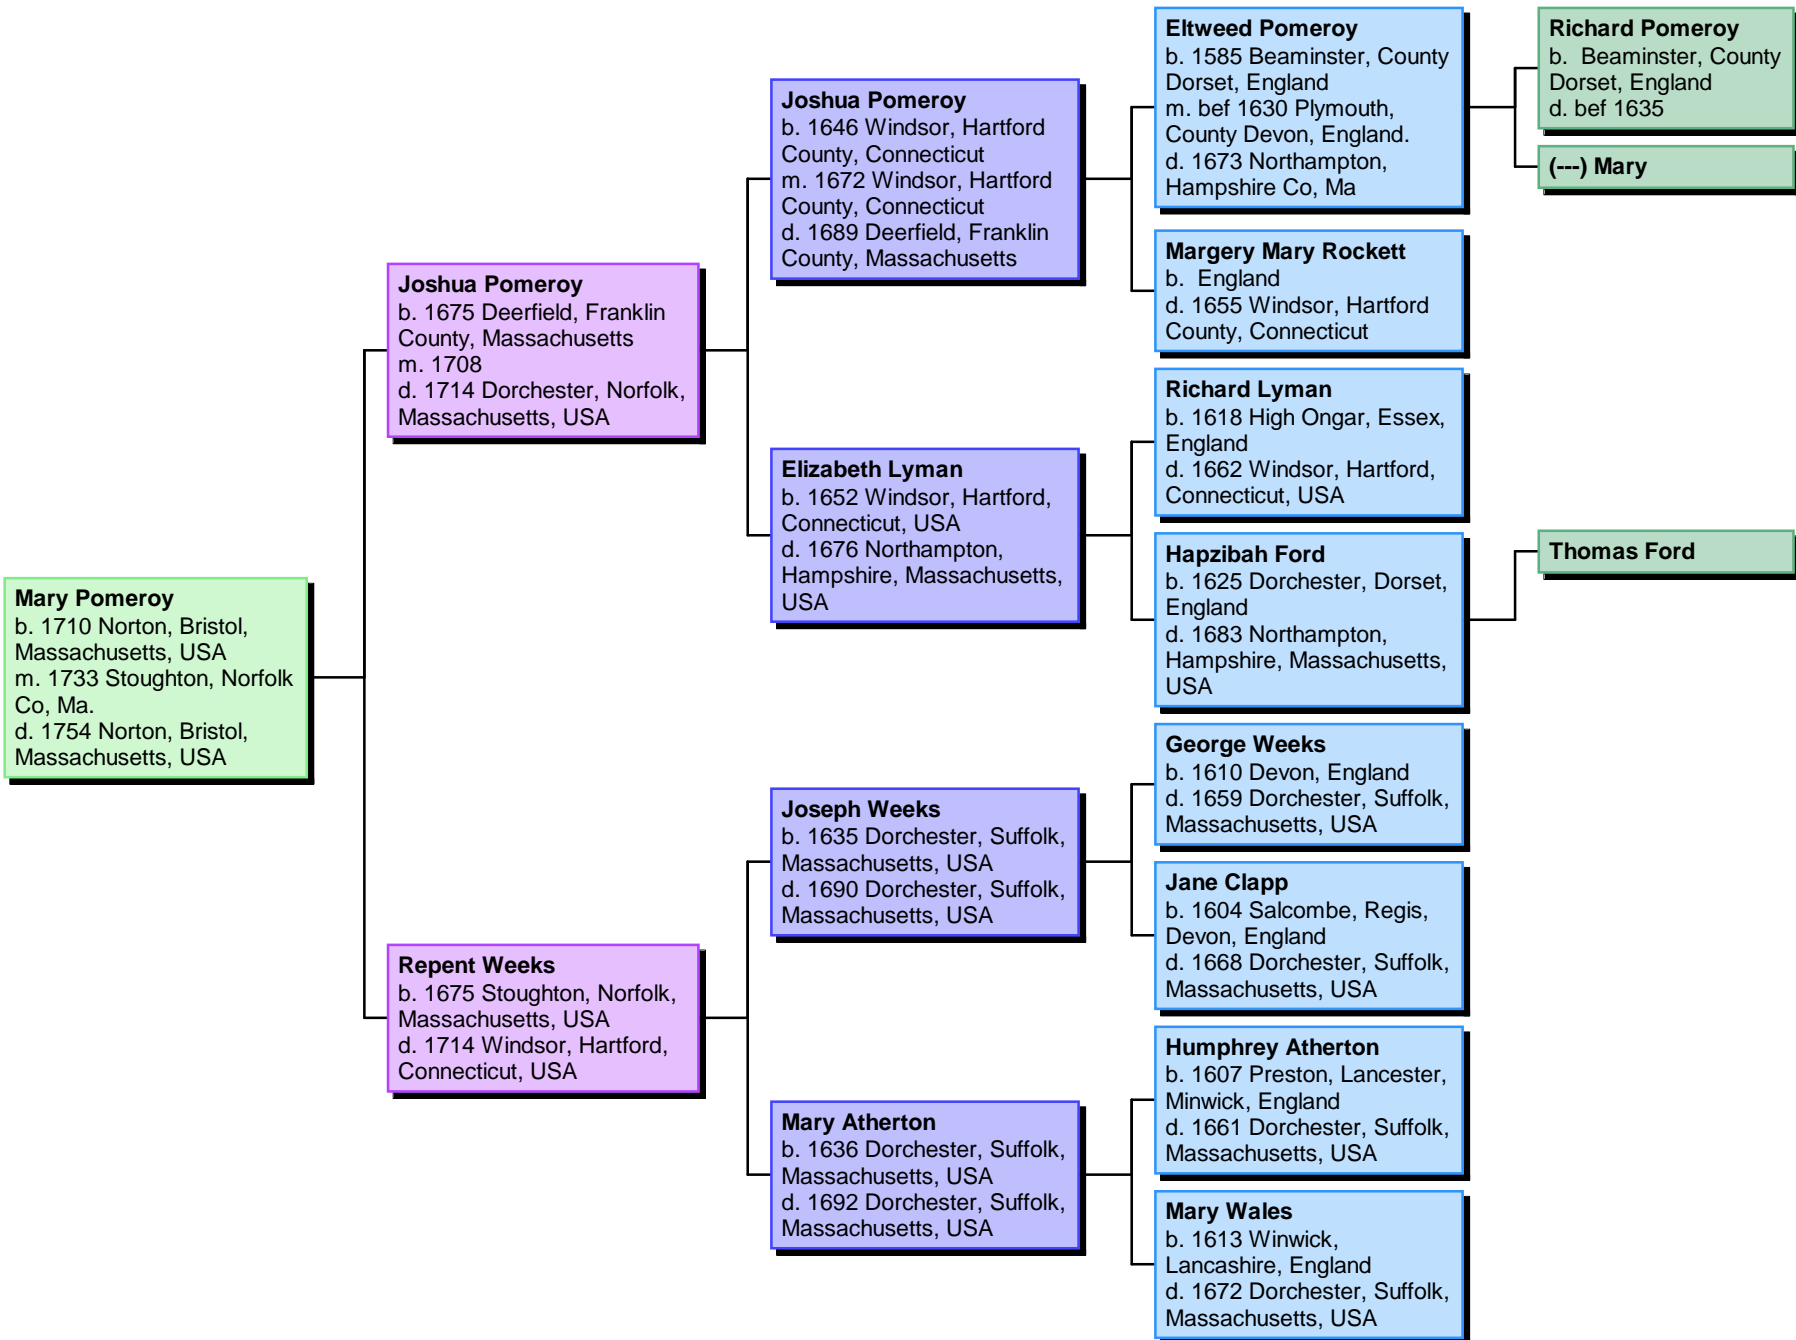 Mary Pomeroy
b. 1710 Norton, Bristol,
Massachusetts, USA
m. 1733 Stoughton, Norfolk
Co, Ma.
d. 1754 Norton, Bristol,
Massachusetts, USA
Joshua Pomeroy
b. 1675 Deerfield, Franklin
County, Massachusetts
m. 1708
d. 1714 Dorchester, Norfolk,
Massachusetts, USA
Repent Weeks
b. 1675 Stoughton, Norfolk,
Massachusetts, USA
d. 1714 Windsor, Hartford,
Connecticut, USA
Joshua Pomeroy
b. 1646 Windsor, Hartford
County, Connecticut
m. 1672 Windsor, Hartford
County, Connecticut
d. 1689 Deerfield, Franklin
County, Massachusetts
Elizabeth Lyman
b. 1652 Windsor, Hartford,
Connecticut, USA
d. 1676 Northampton,
Hampshire, Massachusetts,
USA
Joseph Weeks
b. 1635 Dorchester, Suffolk,
Massachusetts, USA
d. 1690 Dorchester, Suffolk,
Massachusetts, USA
Mary Atherton
b. 1636 Dorchester, Suffolk,
Massachusetts, USA
d. 1692 Dorchester, Suffolk,
Massachusetts, USA
Eltweed Pomeroy
b. 1585 Beaminster, County
Dorset, England
m. bef 1630 Plymouth,
County Devon, England.
d. 1673 Northampton,
Hampshire Co, Ma
Margery Mary Rockett
b.  England
d. 1655 Windsor, Hartford
County, Connecticut
Richard Lyman
b. 1618 High Ongar, Essex,
England
d. 1662 Windsor, Hartford,
Connecticut, USA
Hapzibah Ford
b. 1625 Dorchester, Dorset,
England
d. 1683 Northampton,
Hampshire, Massachusetts,
USA
George Weeks
b. 1610 Devon, England
d. 1659 Dorchester, Suffolk,
Massachusetts, USA
Jane Clapp
b. 1604 Salcombe, Regis,
Devon, England
d. 1668 Dorchester, Suffolk,
Massachusetts, USA
Humphrey Atherton
b. 1607 Preston, Lancester,
Minwick, England
d. 1661 Dorchester, Suffolk,
Massachusetts, USA
Mary Wales
b. 1613 Winwick,
Lancashire, England
d. 1672 Dorchester, Suffolk,
Massachusetts, USA
Richard Pomeroy
b.  Beaminster, County
Dorset, England
d. bef 1635
(---) Mary
Thomas Ford